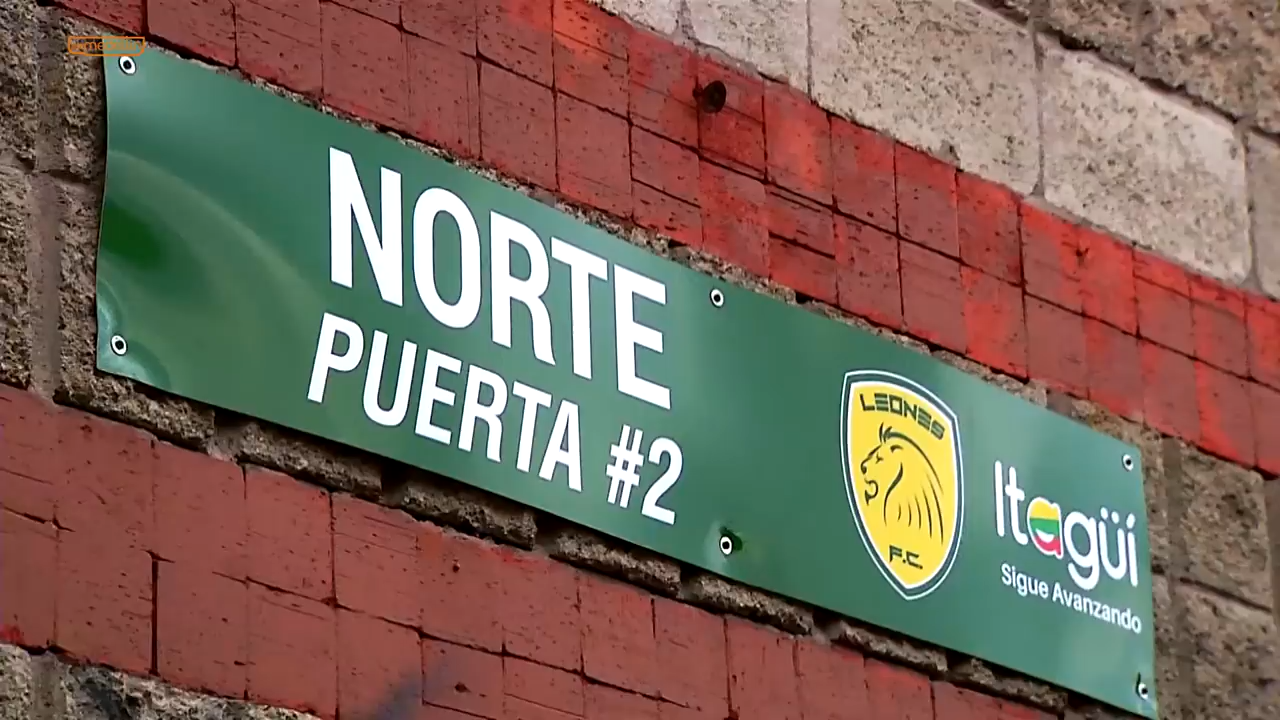 NORTE
PUERTA #2
LEONES
F.C
Itagüí
Sigue Avanzando